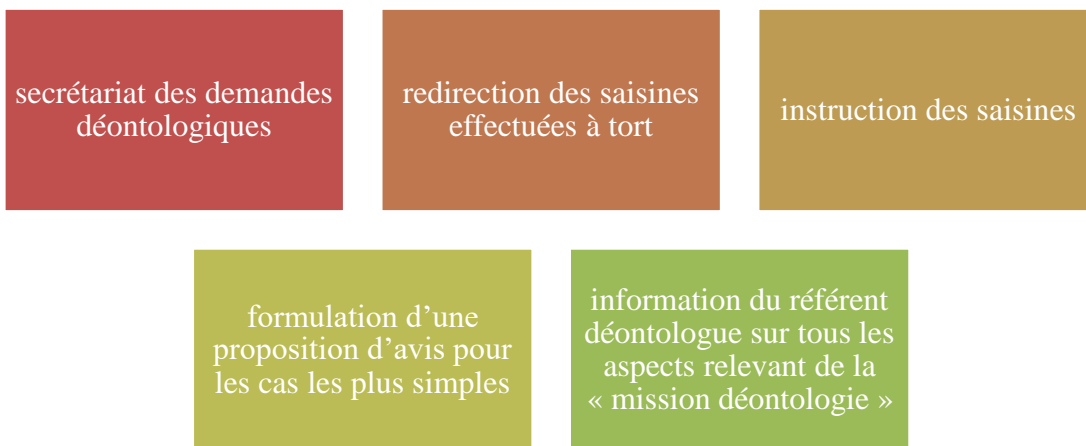 secrétariat des demandes
déontologiques
redirection des saisines
effectuées à tort
instruction des saisines
formulation d’une
proposition d’avis pour
les cas les plus simples
information du référent
déontologue sur tous les
aspects relevant de la
« mission déontologie »